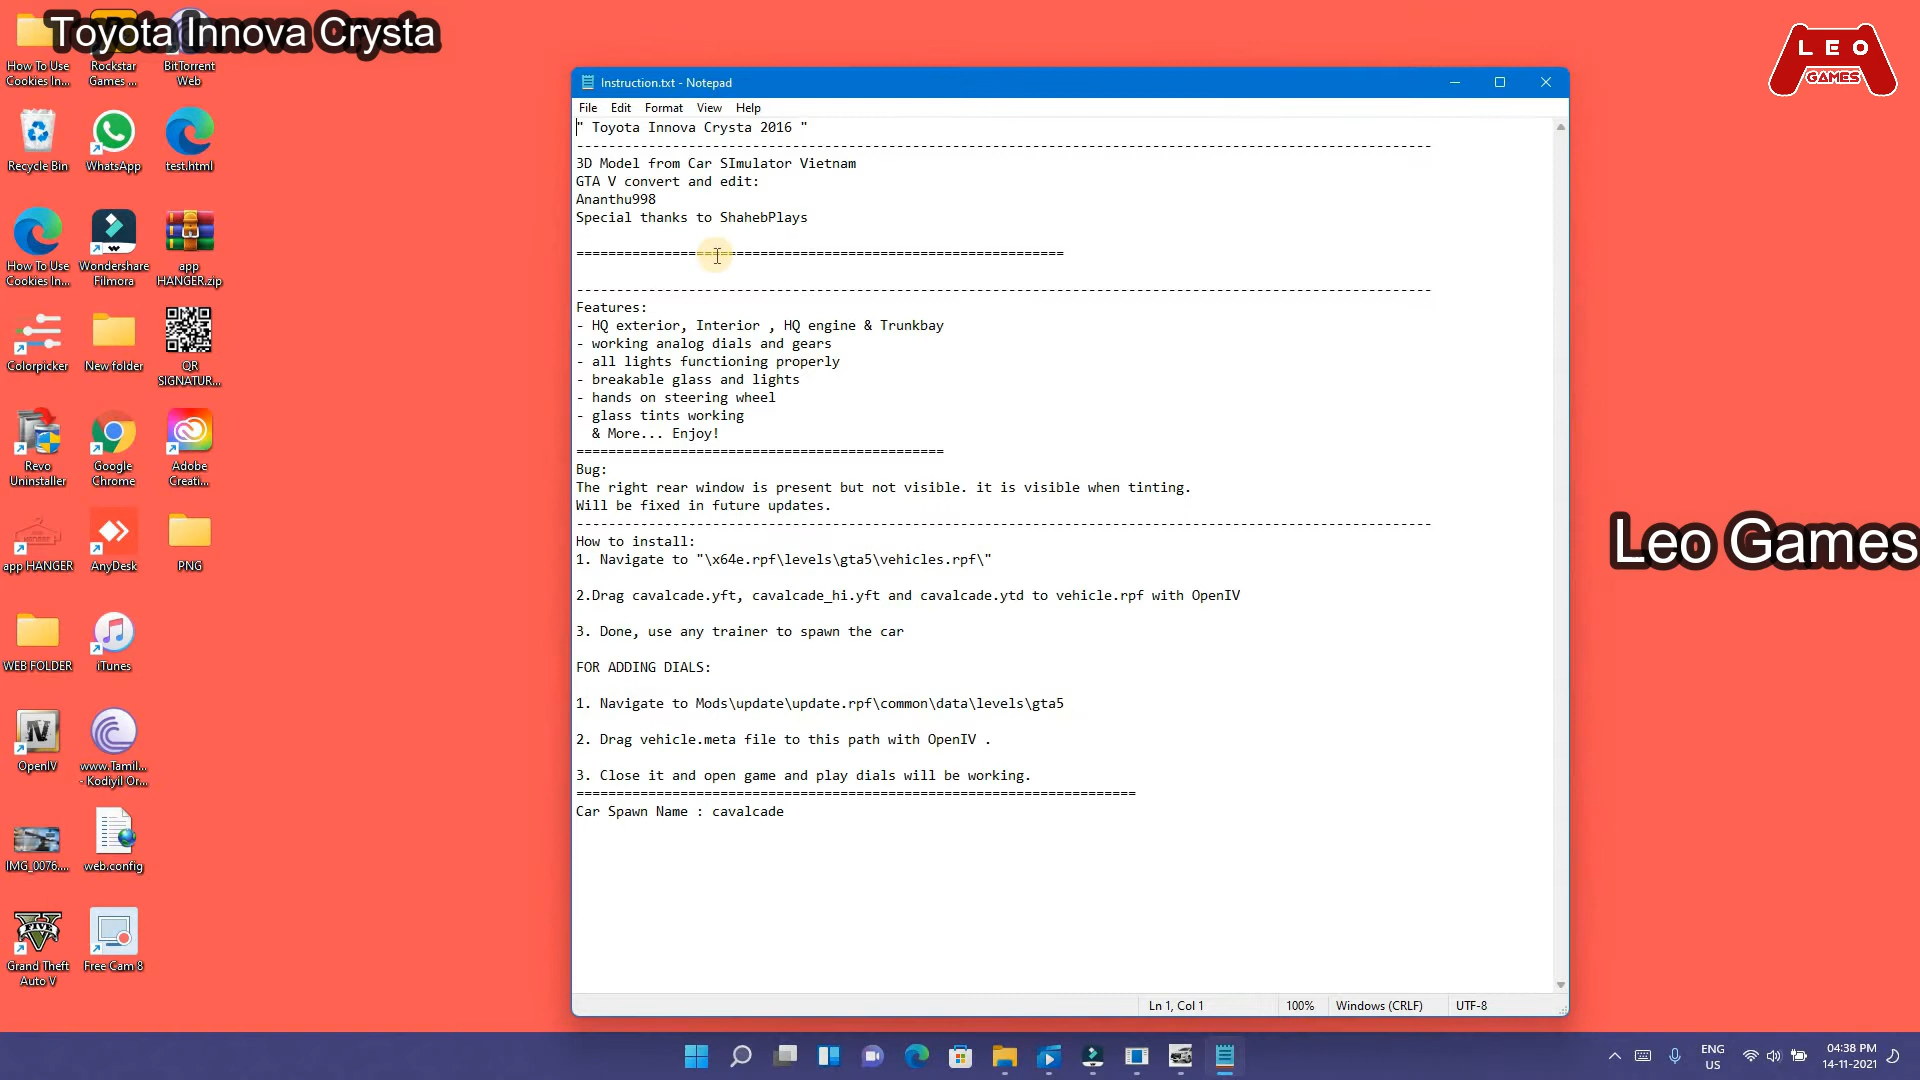 Toyota Innova Crysta
LEO
GAMES
How To Use
Cookies In...
Rockstar
Games ...
BitTorrent
Web
Recycle Bin
WhatsApp
test.html
How To Use
Cookies In...
Wondershare
Filmora
app
HANGER.zip
Colorpicker
New folder
QR
SIGNATUR...
Revo
Uninstaller
Google
Chrome
Adobe
Creati...
app HANGER
AnyDesk
PNG
WEB FOLDER
iTunes
OpenIV
www.Tamil...
- Kodiyil Or...
IMG_0076....
web.config
FIVE
Grand Theft
Auto V
Free Cam 8
Instruction.txt - Notepad
File Edit Format View Help
" Toyota Innova Crysta 2016 "
-----------------------------------------------------------------------------------------------------------
3D Model from Car SImulator Vietnam
GTA V convert and edit:
Ananthu998
Special thanks to ShahebPlays
=============================================================
-----------------------------------------------------------------------------------------------------------
Features:
- HQ exterior, Interior , HQ engine & Trunkbay
- working analog dials and gears
- all lights functioning properly
- breakable glass and lights
- hands on steering wheel
- glass tints working
& More... Enjoy!
==============================================
Bug:
The right rear window is present but not visible. it is visible when tinting.
Will be fixed in future updates.
-----------------------------------------------------------------------------------------------------------
How to install:
1. Navigate to "\x64e.rpf\levels\gta5\vehicles.rpf\"
2.Drag cavalcade.yft, cavalcade_hi.yft and cavalcade.ytd to vehicle.rpf with OpenIV
3. Done, use any trainer to spawn the car
FOR ADDING DIALS:
1. Navigate to Mods\update\update.rpf\common\data\levels\gta5
2. Drag vehicle.meta file to this path with OpenIV .
3. Close it and open game and play dials will be working.
======================================================================
Car Spawn Name : cavalcade
Ln 1, Col 1 100% Windows (CRLF) UTF-8
Leo Games
ENG
US
04:38 PM
14-11-2021